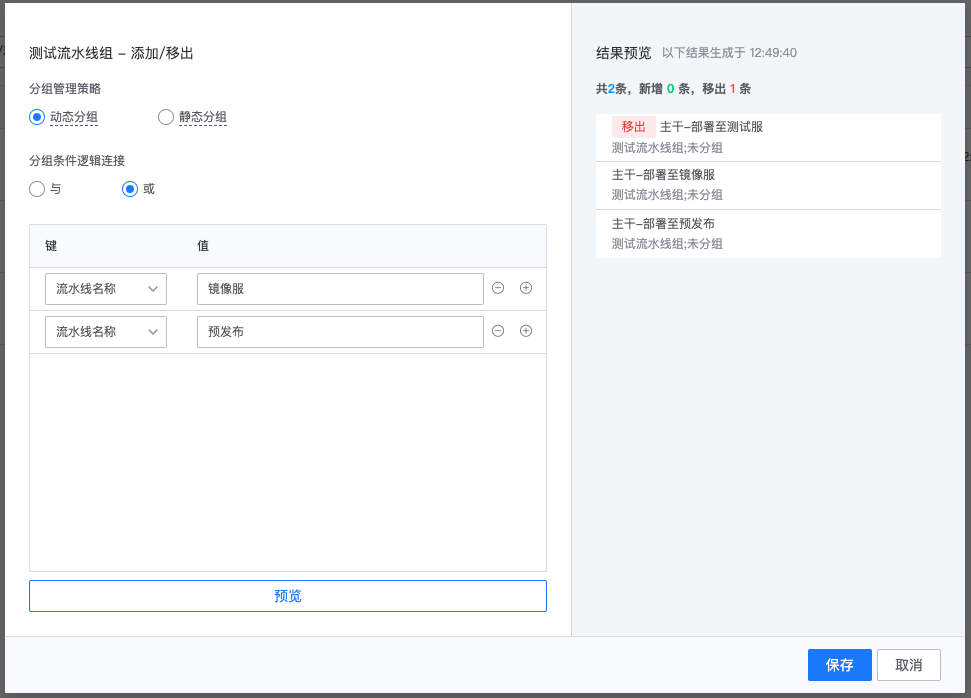 测试流水线组 – 添加/移出
分组管理策略
动态分组 静态分组
分组条件逻辑连接
与 或
键 值
流水线名称 镜像服
流水线名称 预发布
预览
结果预览 以下结果生成于 12:49:40
共2条，新增 0 条，移出 1 条
移出 主干–部署至测试服
测试流水线组;未分组
主干–部署至镜像服
测试流水线组;未分组
主干–部署至预发布
测试流水线组;未分组
保存 取消